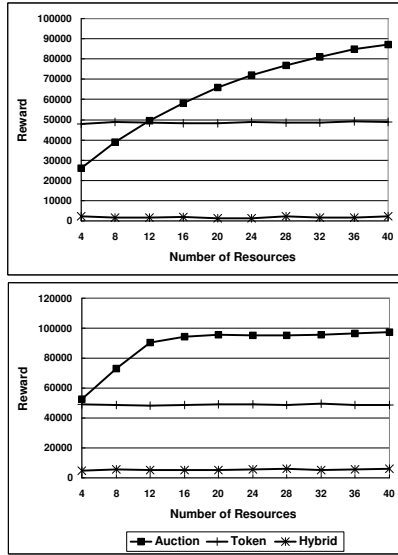 100000
90000
80000
70000
60000
50000
40000
30000
20000
10000
0
Reward
4 8 12 16 20 24 28 32 36 40
Number of Resources
120000
100000
80000
60000
40000
20000
0
Reward
4 8 12 16 20 24 28 32 36 40
Number of Resources
Auction Token Hybrid